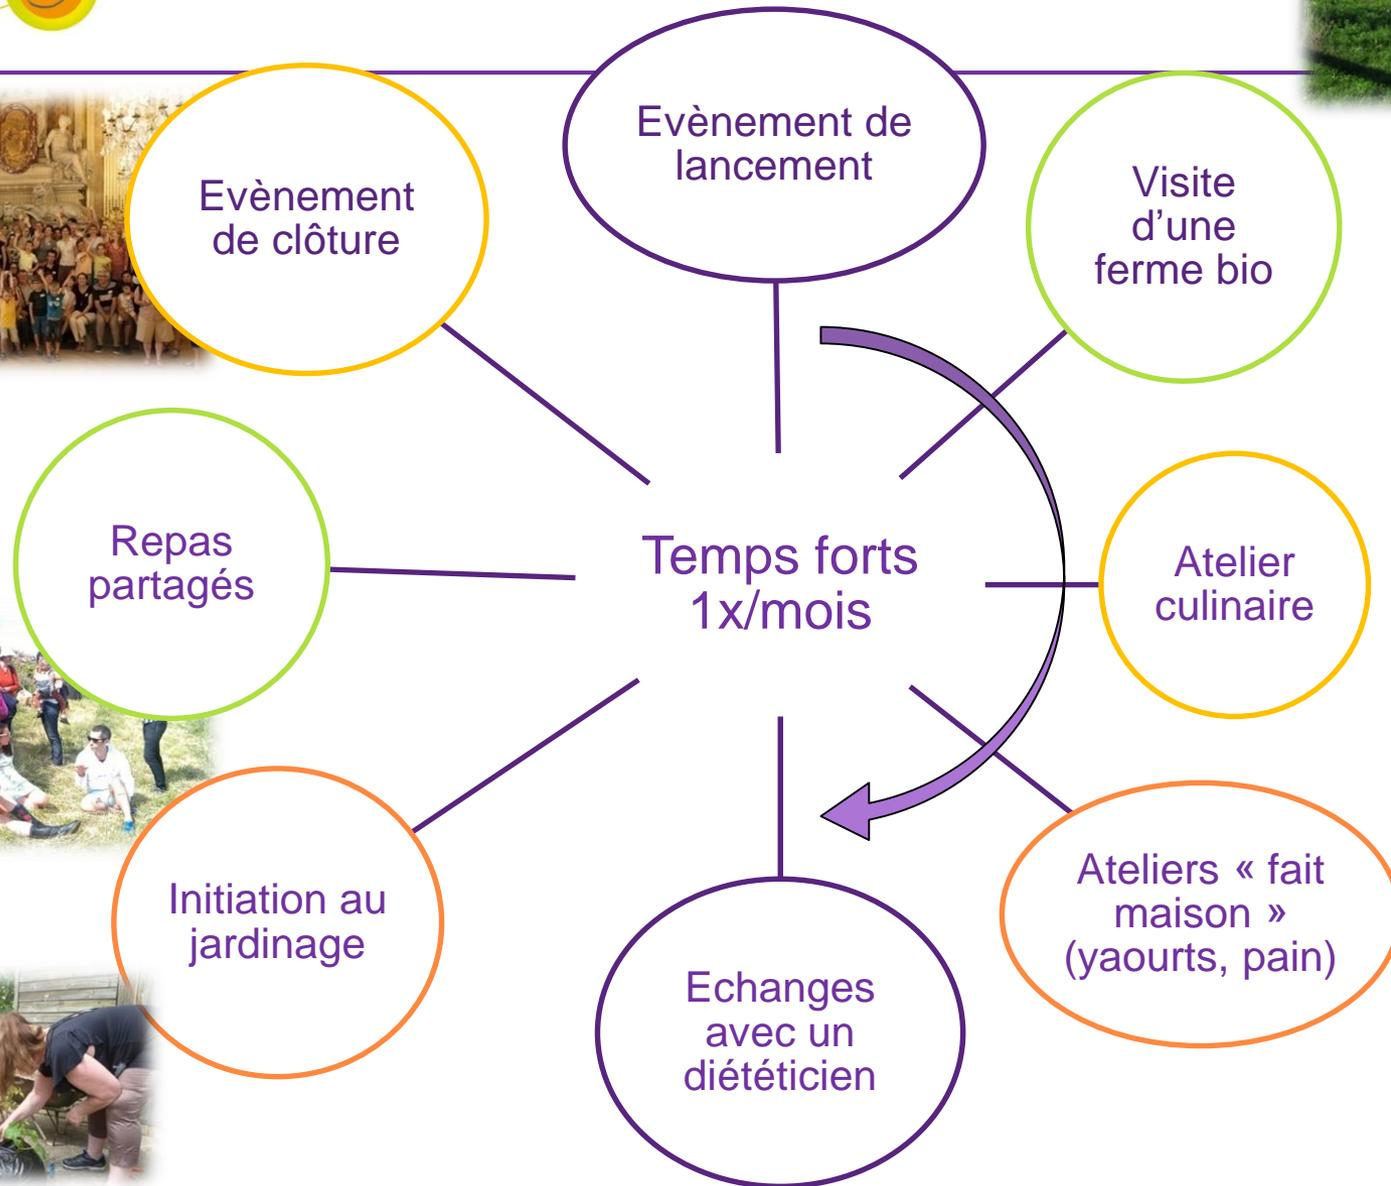 Evènement de
lancement
Visite
d’une
ferme bio
Atelier
culinaire
Ateliers « fait
maison »
(yaourts, pain)
Echanges
avec un
diététicien
Initiation au
jardinage
Repas
partagés
Evènement
de clôture
Temps forts
1x/mois